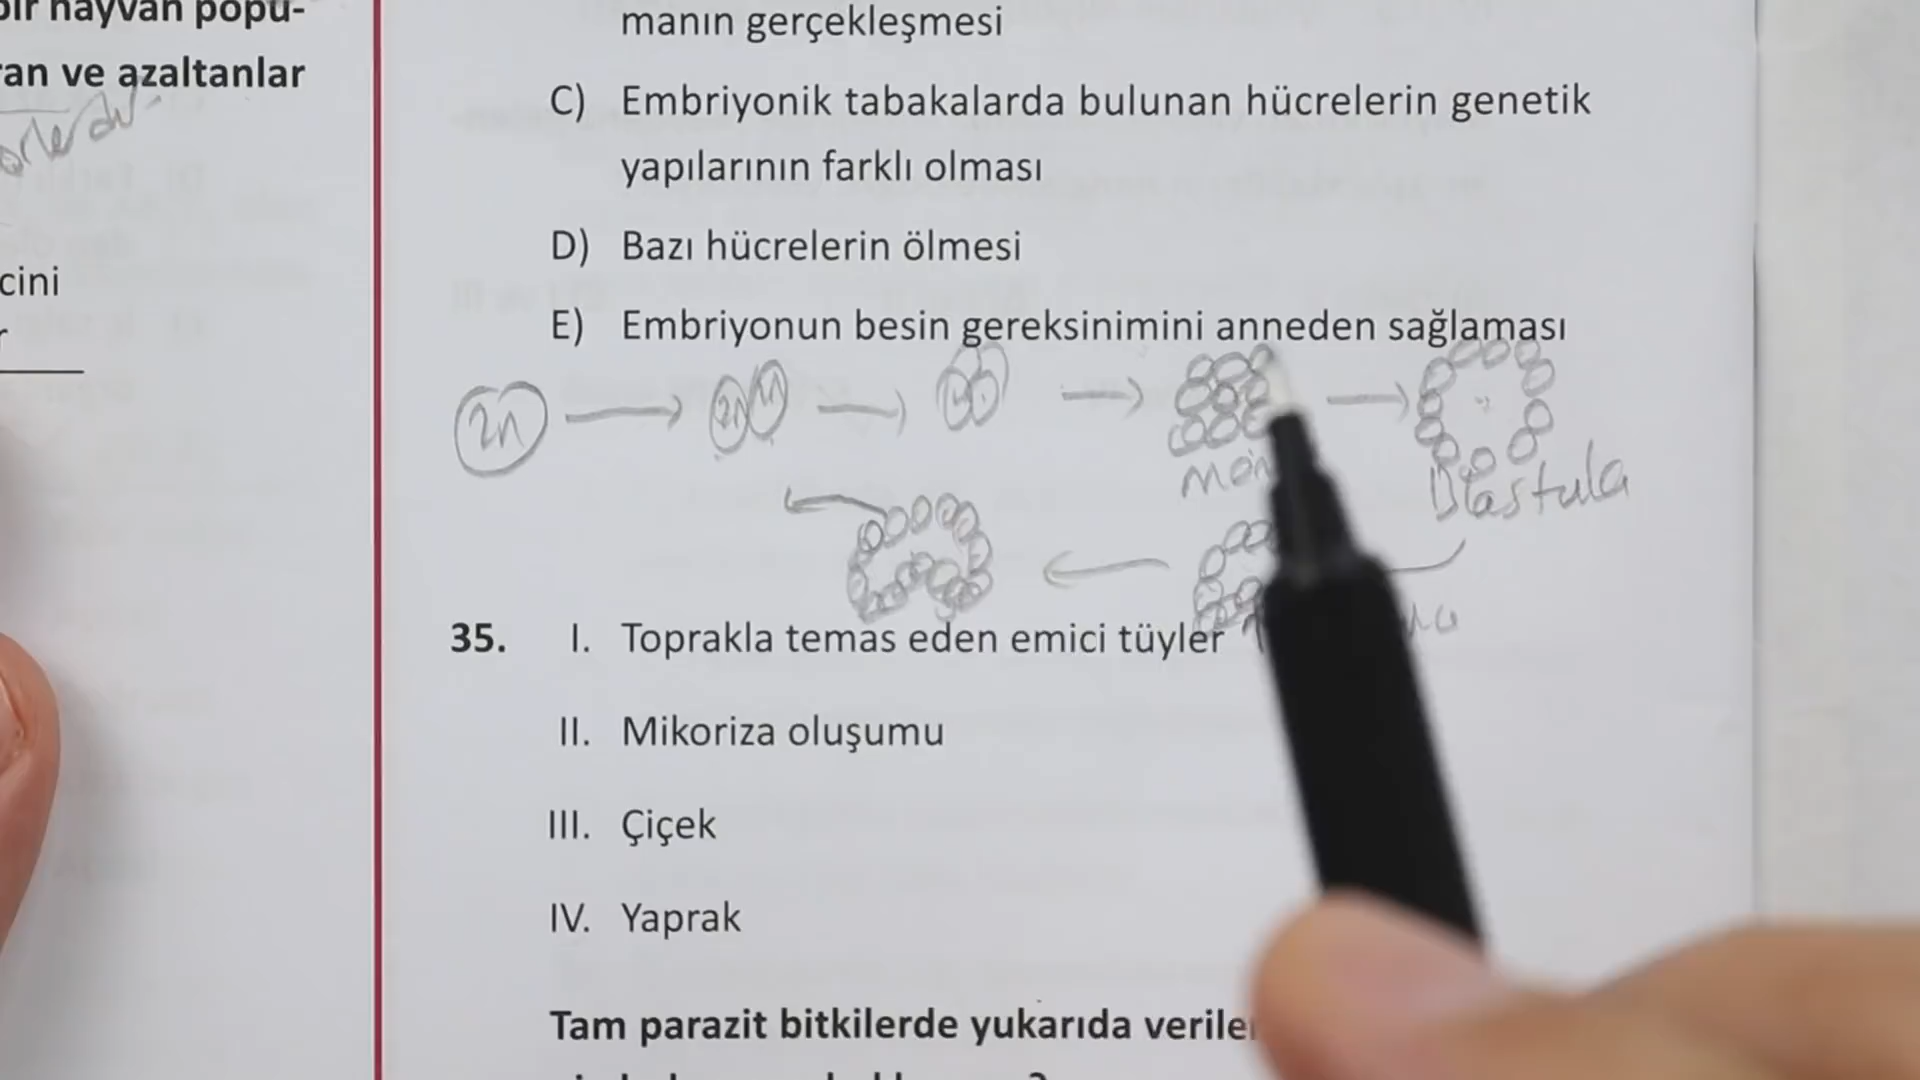 bir hayvan popu-
ran ve azaltanlar
cini
manın gerçekleşmesi
C) Embriyonik tabakalarda bulunan hücrelerin genetik
yapılarının farklı olması
D) Bazı hücrelerin ölmesi
E) Embriyonun besin gereksinimini anneden sağlaması
2n 2n
Blastula
35. I. Toprakla temas eden emici tüyler
II. Mikoriza oluşumu
III. Çiçek
IV. Yaprak
Tam parazit bitkilerde yukarıda